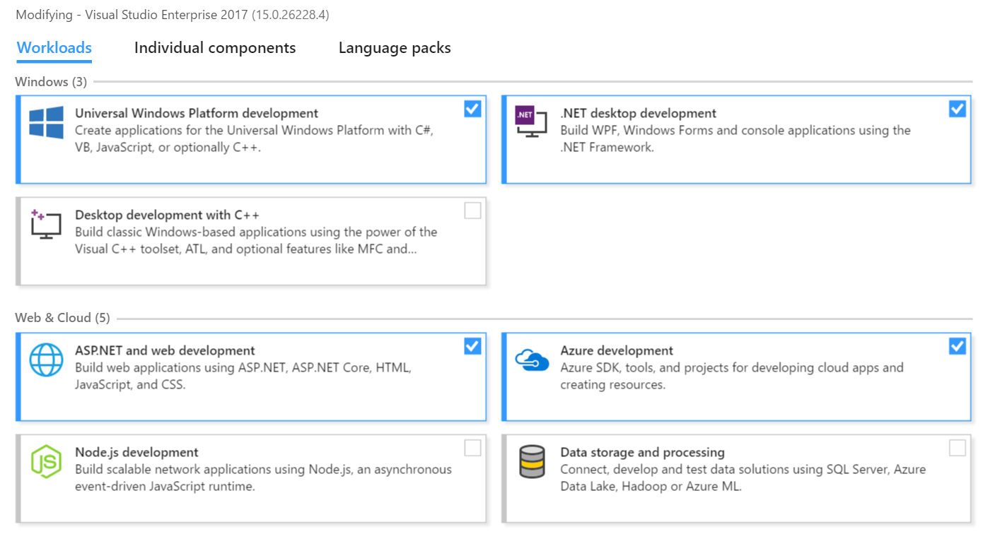 Modifying - Visual Studio Enterprise 2017 (15.0.26228.4)
Workloads Individual components Language packs
Windows (3)
Universal Windows Platform development
Create applications for the Universal Windows Platform with C#,
VB, JavaScript, or optionally C++.
.NET
.NET desktop development
Build WPF, Windows Forms and console applications using the
.NET Framework.
Desktop development with C++
Build classic Windows-based applications using the power of the
Visual C++ toolset, ATL, and optional features like MFC and...
Web & Cloud (5)
ASP.NET and web development
Build web applications using ASP.NET, ASP.NET Core, HTML,
JavaScript, and CSS.
Azure development
Azure SDK, tools, and projects for developing cloud apps and
creating resources.
JS
Node.js development
Build scalable network applications using Node.js, an asynchronous
event-driven JavaScript runtime.
Data storage and processing
Connect, develop and test data solutions using SQL Server, Azure
Data Lake, Hadoop or Azure ML.